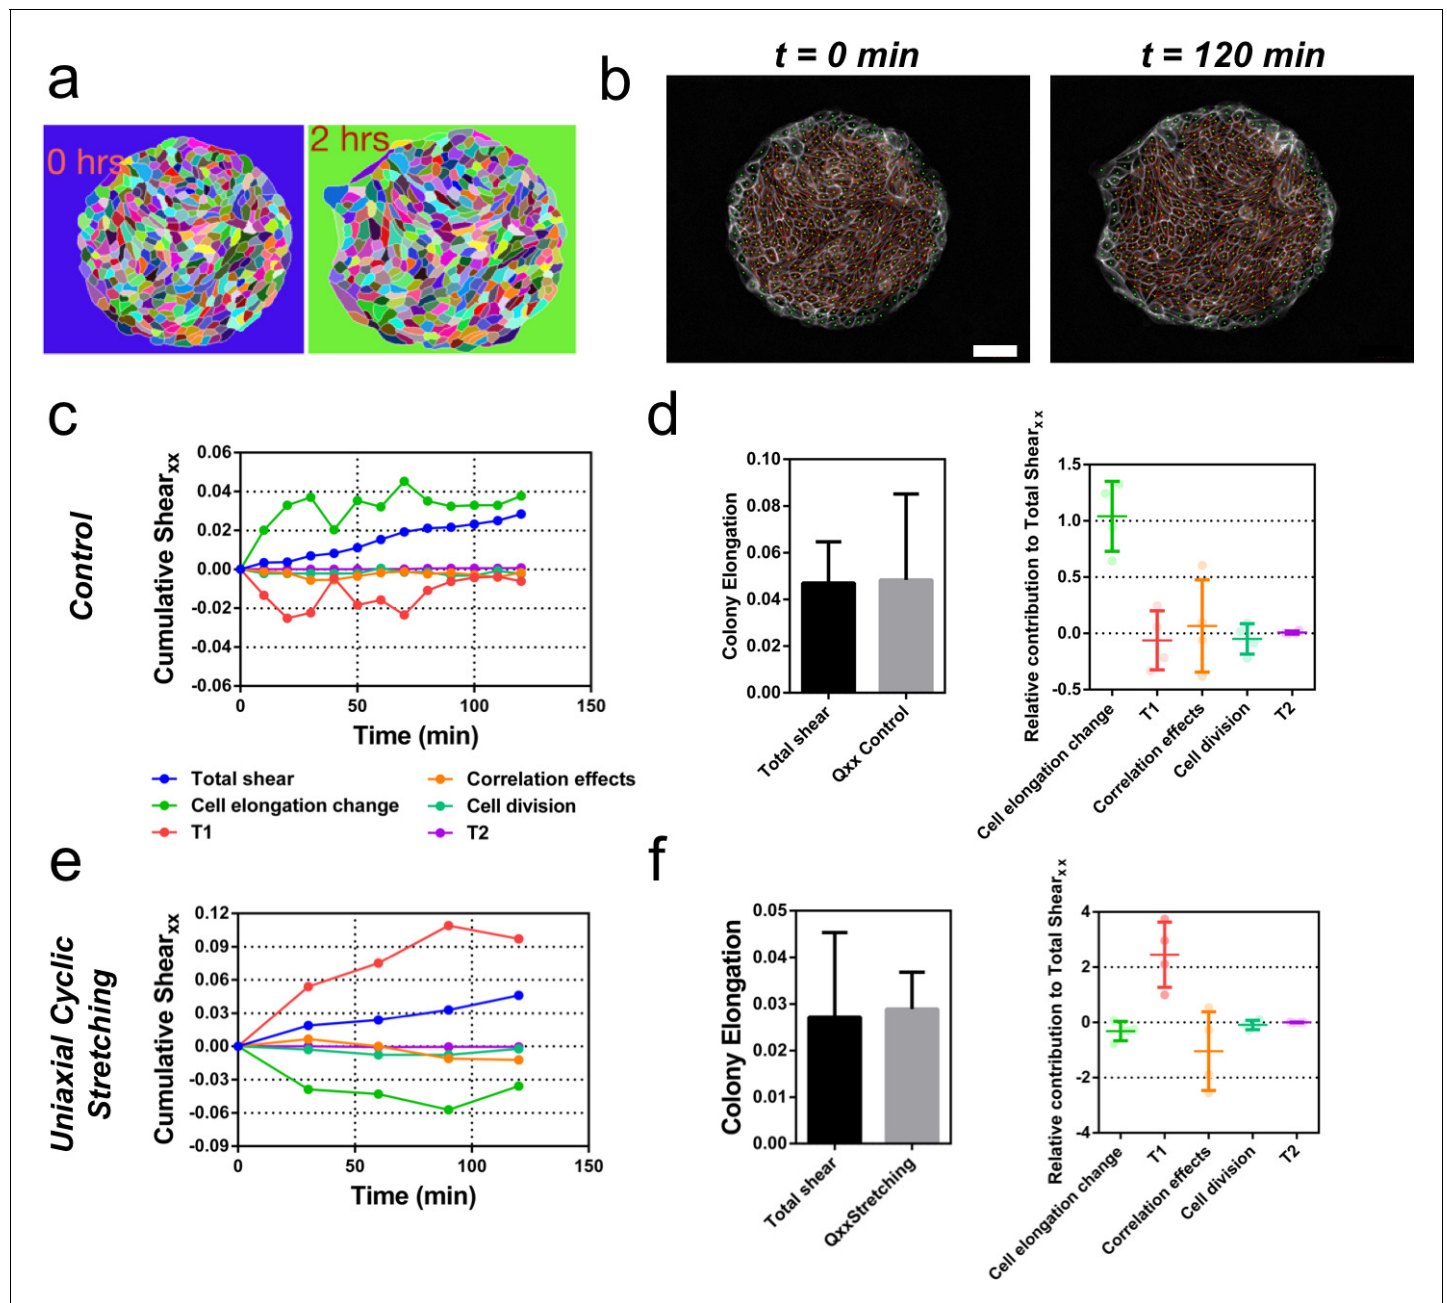 a
0 hrs
2 hrs
b
t = 0 min
t = 120 min
c
Control
Cumulative Shearxx
0.06
0.04
0.02
0.00
-0.02
-0.04
-0.06
0
50
100
150
Time (min)
Total shear
Cell elongation change
T1
Correlation effects
Cell division
T2
d
Colony Elongation
0.10
0.08
0.06
0.04
0.02
0.00
Total shear
Qxx Control
Relative contribution to Total Shearxx
1.5
1.0
0.5
0.0
-0.5
Cell elongation change
T1
Correlation effects
Cell division
T2
e
Uniaxial Cyclic
Stretching
Cumulative Shearxx
0.12
0.09
0.06
0.03
0.00
-0.03
-0.06
-0.09
0
50
100
150
Time (min)
f
Colony Elongation
0.05
0.04
0.03
0.02
0.01
0.00
Total shear
QxxStretching
Relative contribution to Total Shearxx
4
2
0
-2
-4
Cell elongation change
T1
Correlation effects
Cell division
T2